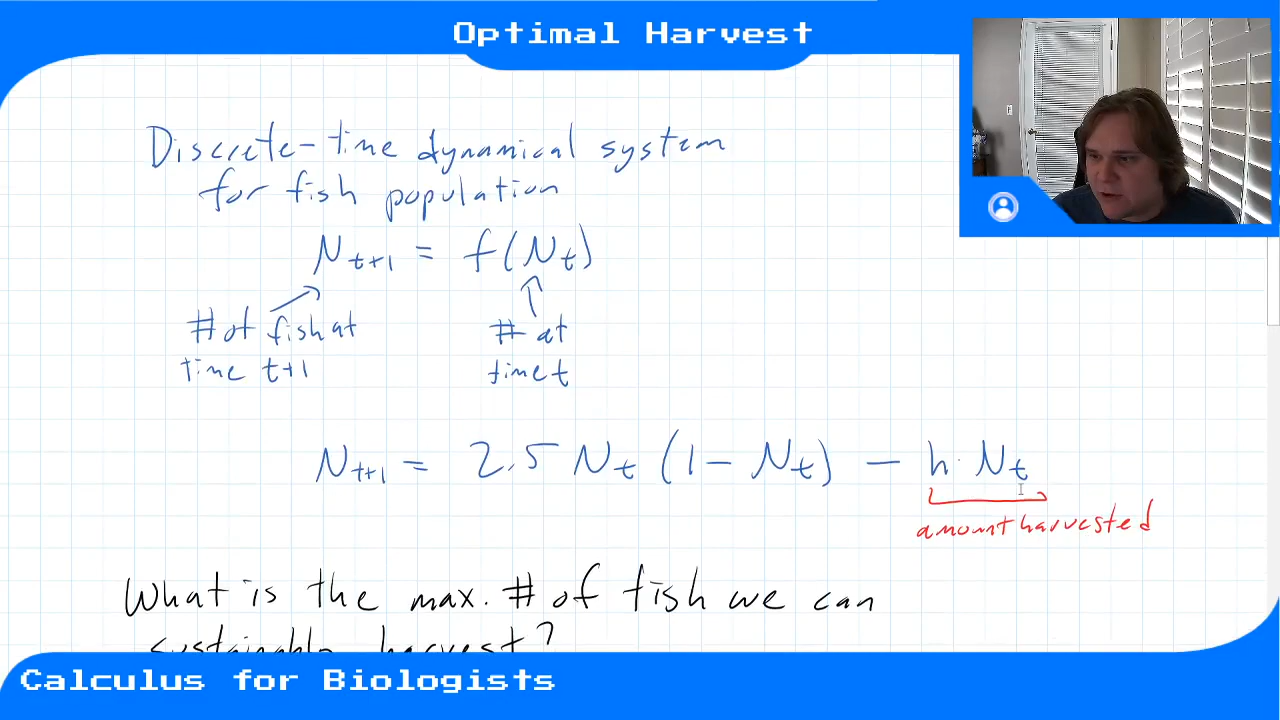 Optimal Harvest
Discrete-time dynamical system
for fish population
N_{t+1} = f(N_t)
# of fish at
time t+1
# at
time t
N_{t+1} = 2.5 N_t (1 - N_t) - h · N_t
amount harvested
What is the max. # of fish we can
sustainably harvest?
Calculus for Biologists